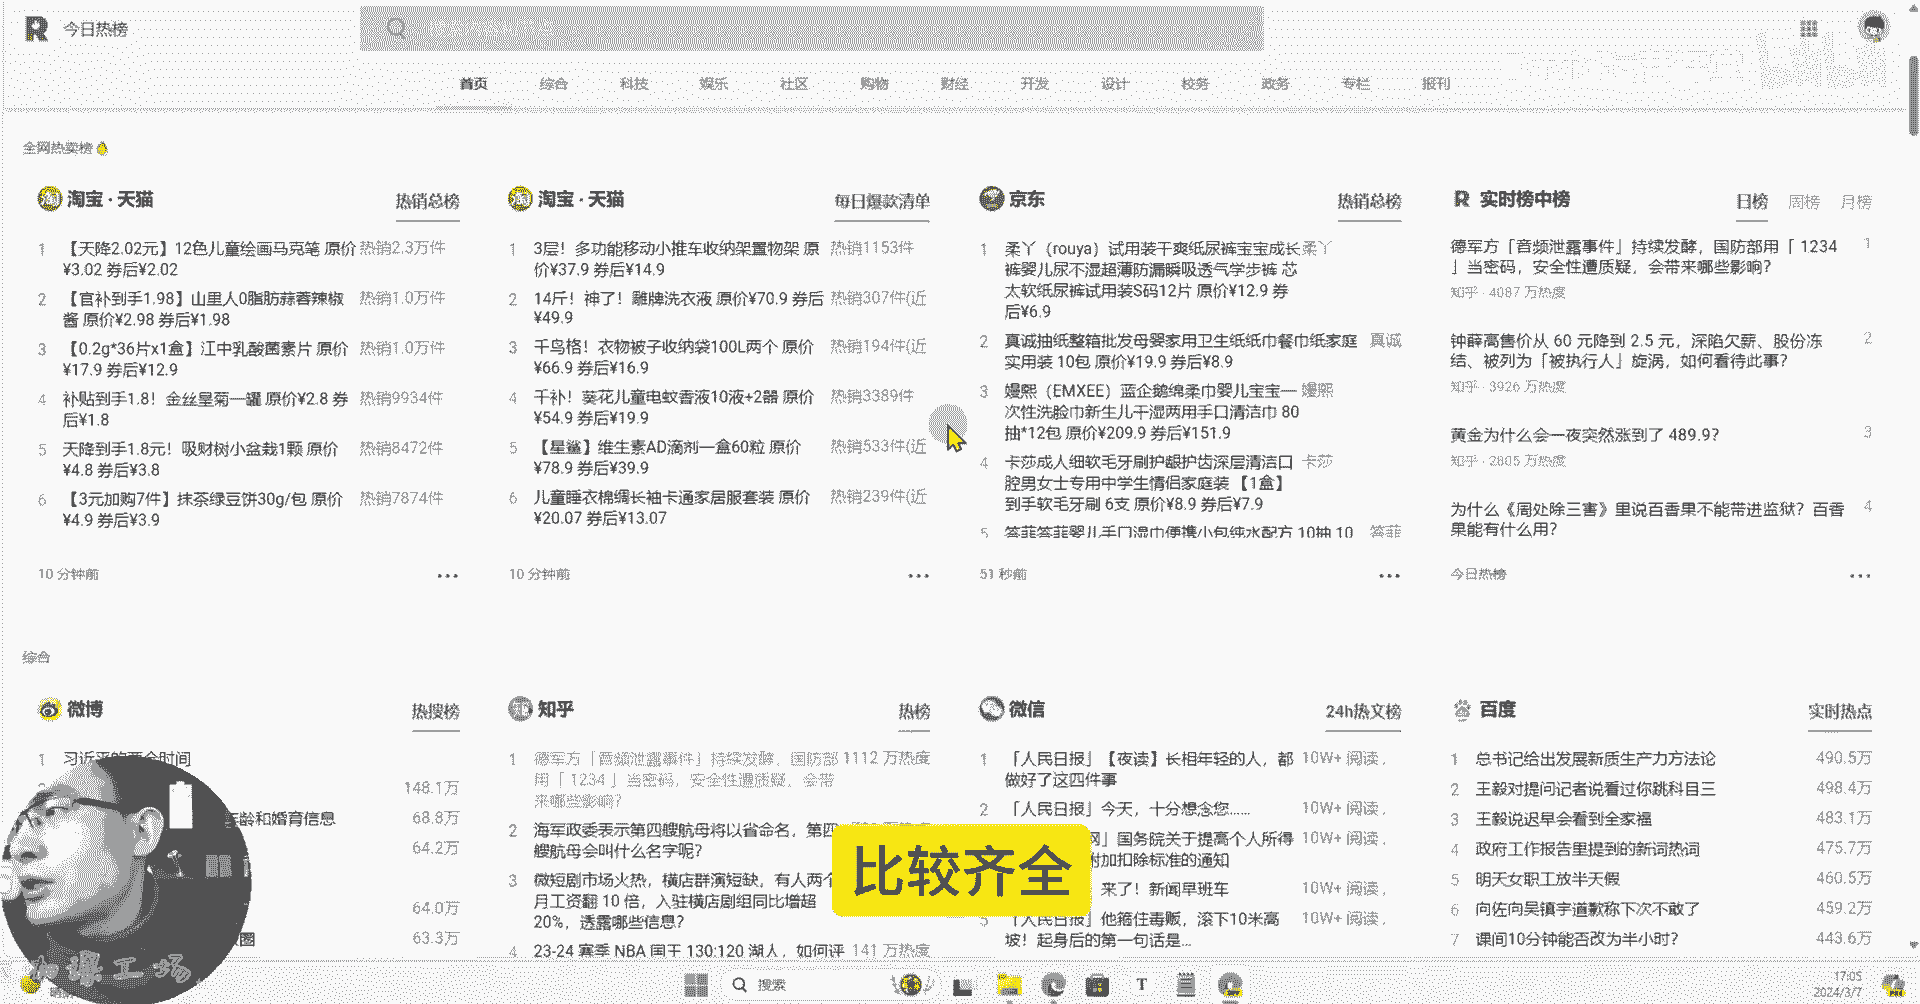 今日热榜
首页 综合 科技 娱乐 社区 购物 财经 开发 设计 校务 政务 专栏 报刊
全网热卖榜
淘宝 · 天猫 热销总榜
1 【天降2.02元】12色儿童绘画马克笔 原价 热销2.3万件
¥3.02 券后¥2.02
2 【官补到手1.98】山里人0脂肪蒜蓉辣椒 热销1.0万件
酱 原价¥2.98 券后¥1.98
3 【0.2g*36片x1盒】江中乳酸菌素片 原价 热销1.0万件
¥17.9 券后¥12.9
4 补贴到手1.8！金丝皇菊一罐 原价¥2.8 券 热销9934件
后¥1.8
5 天降到手1.8元！吸财树小盆栽1颗 原价 热销8472件
¥4.8 券后¥3.8
6 【3元加购7件】抹茶绿豆饼30g/包 原价 热销7874件
¥4.9 券后¥3.9
10 分钟前
淘宝 · 天猫 每日爆款清单
1 3层！多功能移动小推车收纳架置物架 原 热销1153件
价¥37.9 券后¥14.9
2 14斤！神了！雕牌洗衣液 原价¥70.9 券后 热销307件(近
¥49.9
3 千鸟格！衣物被子收纳袋100L两个 原价 热销194件(近
¥66.9 券后¥16.9
4 千补！葵花儿童电蚊香液10液+2器 原价 热销3389件
¥54.9 券后¥19.9
5 【星鲨】维生素AD滴剂一盒60粒 原价 热销533件(近
¥78.9 券后¥39.9
6 儿童睡衣棉绸长袖卡通家居服套装 原价 热销239件(近
¥20.07 券后¥13.07
10 分钟前
京东 热销总榜
1 柔丫（rouya）试用装干爽纸尿裤宝宝成长 柔丫
裤婴儿尿不湿超薄防漏瞬吸透气学步裤 芯
太软纸尿裤试用装S码12片 原价¥12.9 券
后¥6.9
2 真诚抽纸整箱批发母婴家用卫生纸纸巾餐巾纸家庭 真诚
实用装 10包 原价¥19.9 券后¥8.9
3 嫚熙（EMXEE）蓝企鹅绵柔巾婴儿宝宝一 嫚熙
次性洗脸巾新生儿干湿两用手口清洁巾 80
抽*12包 原价¥209.9 券后¥151.9
4 卡莎成人细软毛牙刷护龈护齿深层清洁口 卡莎
腔男女士专用中学生情侣家庭装 【1盒】
到手软毛牙刷 6支 原价¥8.9 券后¥7.9
5 答菲答菲婴儿手口湿巾便携小包纯水配方 10抽 10 答菲
51 秒前
实时榜中榜 日榜 周榜 月榜
德军方「音频泄露事件」持续发酵，国防部用「 1234 1
」当密码，安全性遭质疑，会带来哪些影响？
知乎 · 4087 万热度
钟薛高售价从 60 元降到 2.5 元，深陷欠薪、股份冻 2
结、被列为「被执行人」旋涡，如何看待此事？
知乎 · 3926 万热度
黄金为什么会一夜突然涨到了 489.9？ 3
知乎 · 2805 万热度
为什么《周处除三害》里说百香果不能带进监狱？百香 4
果能有什么用？
今日热榜
综合
微博 热搜榜
1 习近平的两会时间
148.1万
年龄和婚育信息 68.8万
64.2万
64.0万
圈 63.3万
知乎 热榜
1 德军方「音频泄露事件」持续发酵，国防部 1112 万热度
用「 1234 」当密码，安全性遭质疑，会带
来哪些影响？
2 海军政委表示第四艘航母将以省命名，第四
艘航母会叫什么名字呢？
3 微短剧市场火热，横店群演短缺，有人两个
月工资翻 10 倍，入驻横店剧组同比增超
20%，透露哪些信息？
4 23-24 赛季 NBA 国王 130:120 湖人，如何评 141 万热度
微信 24h热文榜
1 「人民日报」【夜读】长相年轻的人，都 10W+ 阅读 .
做好了这四件事
2 「人民日报」今天，十分想念您…… 10W+ 阅读 .
网」国务院关于提高个人所得 10W+ 阅读 .
附加扣除标准的通知
来了！新闻早班车 10W+ 阅读 .
5 「人民日报」他箍住毒贩，滚下10米高 10W+ 阅读 .
坡！起身后的第一句话是...
百度 实时热点
1 总书记给出发展新质生产力方法论 490.5万
2 王毅对提问记者说看过你跳科目三 498.4万
3 王毅说迟早会看到全家福 483.1万
4 政府工作报告里提到的新词热词 475.7万
5 明天女职工放半天假 460.5万
6 向佐向吴镇宇道歉称下次不敢了 459.2万
7 课间10分钟能否改为半小时？ 443.6万
比较齐全
搜索
17:05
2024/3/7